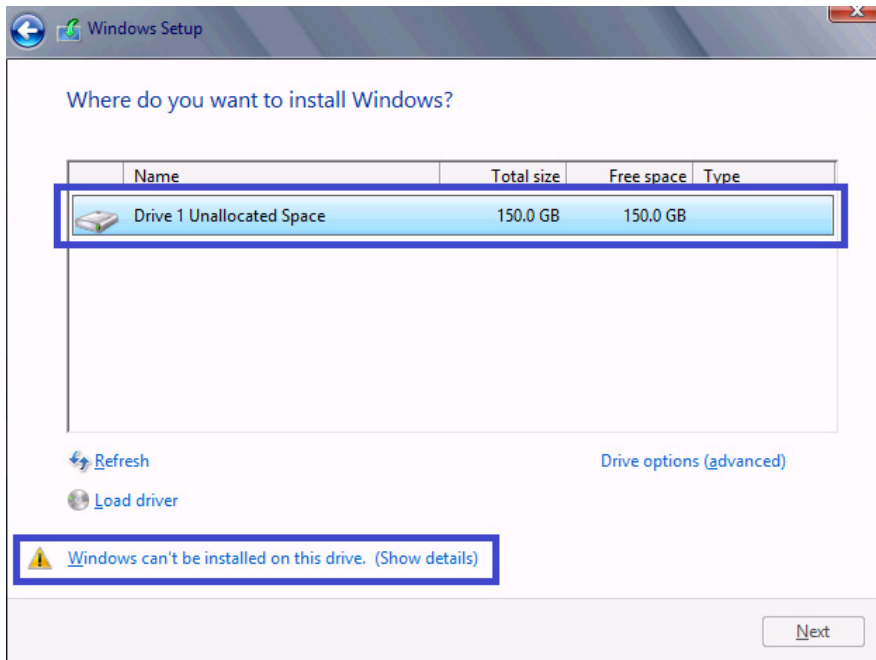 Windows Setup
Where do you want to install Windows?
Name Total size Free space Type
Drive 1 Unallocated Space 150.0 GB 150.0 GB
Refresh Drive options (advanced)
Load driver
Windows can't be installed on this drive. (Show details)
Next